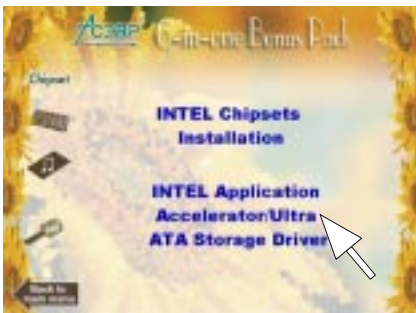 Acorp 6-in-one Bonus Pack
Chipset
INTEL Chipsets
Installation
INTEL Application
Accelerator/Ultra
ATA Storage Driver
Back to
main menu